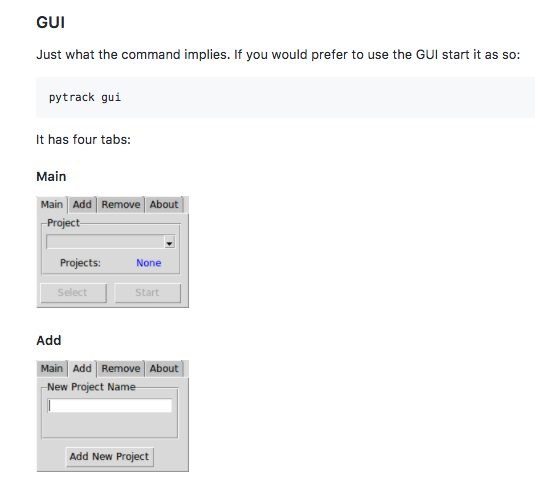 GUI
Just what the command implies. If you would prefer to use the GUI start it as so:
pytrack gui
It has four tabs:
Main
Main Add Remove About
Project
Projects: None
Select Start
Add
Main Add Remove About
New Project Name
Add New Project